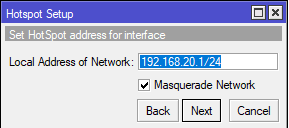 Hotspot Setup
Set HotSpot address for interface
Local Address of Network: 192.168.20.1/24
Masquerade Network
Back Next Cancel